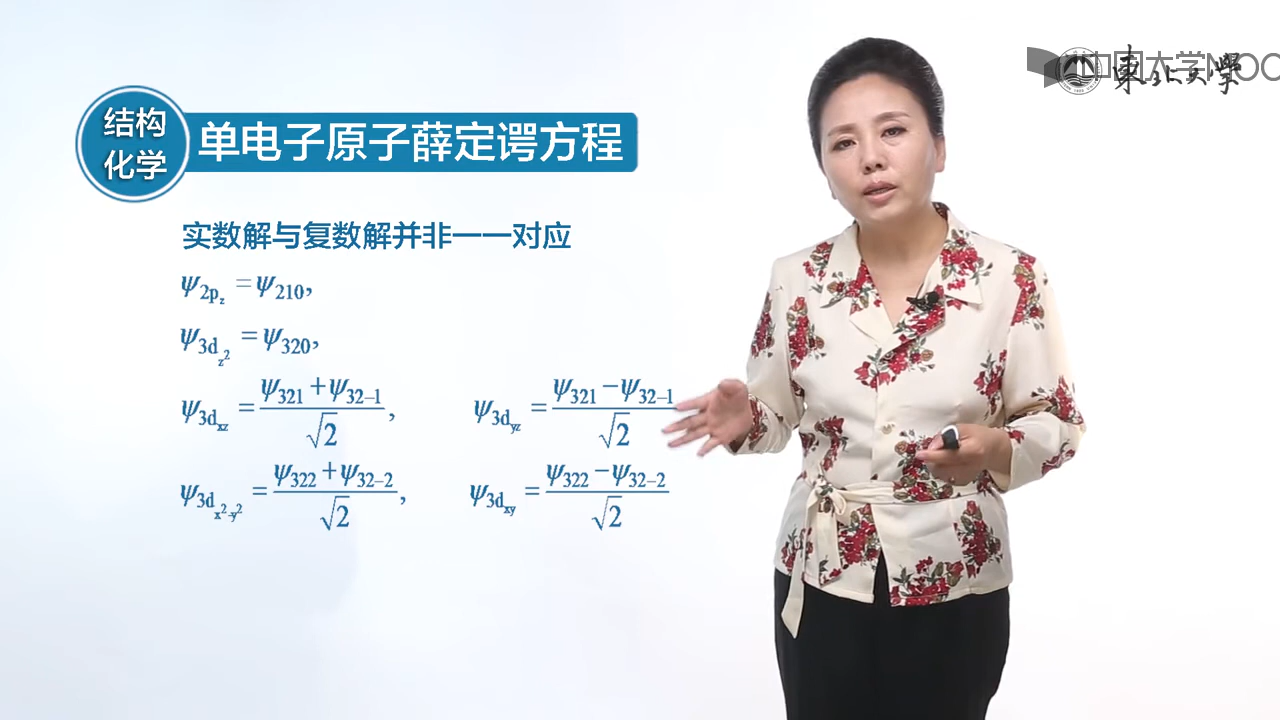 中国大学MOOC
東北大學
结构
化学
单电子原子薛定谔方程
实数解与复数解并非一一对应
ψ2pz = ψ210,
ψ3dz² = ψ320,
ψ3dxz = (ψ321 + ψ32−1)/√2, ψ3dyz = (ψ321 − ψ32−1)/√2
ψ3dx²-y² = (ψ322 + ψ32−2)/√2, ψ3dxy = (ψ322 − ψ32−2)/√2